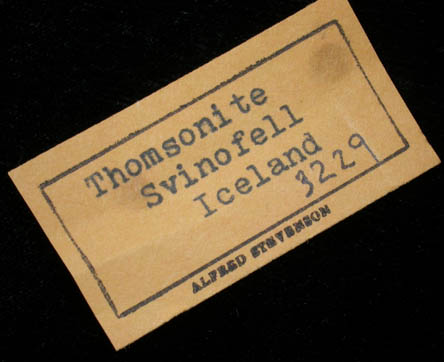 Thomsonite
Svinofell
Iceland
3229
ALFRED STEVENSON